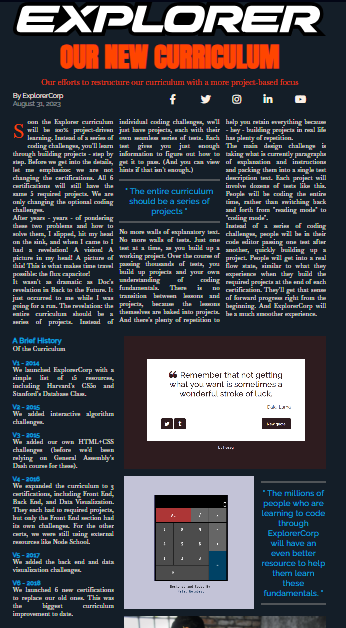 EXPLORER
OUR NEW CURRICULUM
Our efforts to restructure our curriculum with a more project-based focus
By ExplorerCorp
August 31, 2023
Soon the Explorer curriculum
will be 100% project-driven
learning. Instead of a series of
coding challenges, you'll learn
through building projects - step by
step. Before we get into the details,
let me emphasize: we are not
changing the certifications. All 6
certifications will still have the
same 5 required projects. We are
only changing the optional coding
challenges.
After years - years - of pondering
these two problems and how to
solve them, I slipped, hit my head
on the sink, and when I came to I
had a revelation! A vision! A
picture in my head! A picture of
this! This is what makes time travel
possible: the flux capacitor!
It wasn't as dramatic as Doc's
revelation in Back to the Future. It
just occurred to me while I was
going for a run. The revelation: the
entire curriculum should be a
series of projects. Instead of
individual coding challenges, we'll
just have projects, each with their
own seamless series of tests. Each
test gives you just enough
information to figure out how to
get it to pass. (And you can view
hints if that isn't enough.)
" The entire curriculum
should be a series of
projects "
No more walls of explanatory text.
No more walls of tests. Just one
test at a time, as you build up a
working project. Over the course of
passing thousands of tests, you
build up projects and your own
understanding of coding
fundamentals. There is no
transition between lessons and
projects, because the lessons
themselves are baked into projects.
And there's plenty of repetition to
help you retain everything because
- hey - building projects in real life
has plenty of repetition.
The main design challenge is
taking what is currently paragraphs
of explanation and instructions
and packing them into a single test
description text. Each project will
involve dozens of tests like this.
People will be coding the entire
time, rather than switching back
and forth from "reading mode" to
"coding mode".
Instead of a series of coding
challenges, people will be in their
code editor passing one test after
another, quickly building up a
project. People will get into a real
flow state, similar to what they
experience when they build the
required projects at the end of each
certification. They'll get that sense
of forward progress right from the
beginning. And ExplorerCorp will
be a much smoother experience.
A Brief History
Of the Curriculum
V1 - 2014
We launched ExplorerCorp with a
simple list of 15 resources,
including Harvard's CS50 and
Stanford's Database Class.
V2 - 2015
We added interactive algorithm
challenges.
V3 - 2015
We added our own HTML+CSS
challenges (before we'd been
relying on General Assembly's
Dash course for these).
V4 - 2016
We expanded the curriculum to 3
certifications, including Front End,
Back End, and Data Visualization.
They each had 10 required projects,
but only the Front End section had
its own challenges. For the other
certs, we were still using external
resources like Node School.
V5 - 2017
We added the back end and data
visualization challenges.
V6 - 2018
We launched 6 new certifications
to replace our old ones. This was
the biggest curriculum
improvement to date.
❝ Remember that not getting
what you want is sometimes a
wonderful stroke of luck.
" The millions of
people who are
learning to code
through
ExplorerCorp
will have an
even better
resource to help
them learn
these
fundamentals. "